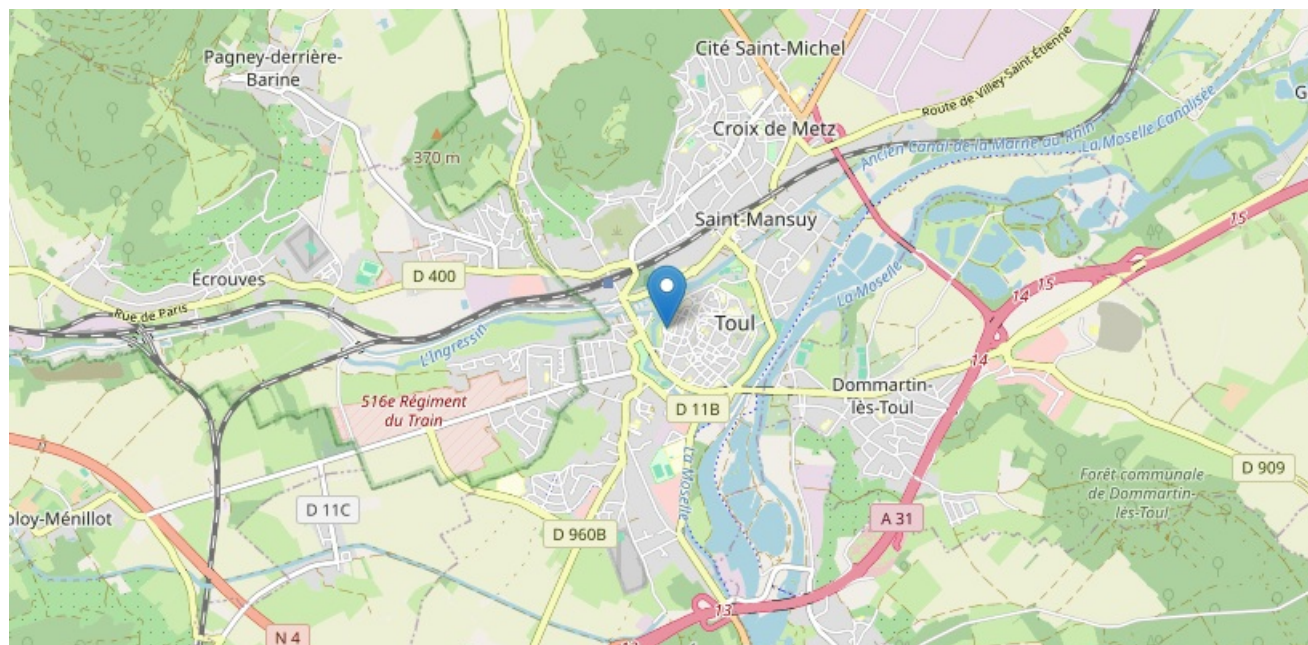 Cité Saint-Michel
Pagney-derrière-
Barine
Route de Villey-Saint-Étienne
La Moselle Canalisée
Croix de Metz
Ancien Canal de la Marne au Rhin
370 m
Saint-Mansuy
15
Écrouves
D 400
La Moselle
14
15
Rue de Paris
L'Ingressin
Toul
14
Dommartin-
lès-Toul
516e Régiment
du Train
D 11B
La Moselle
Forêt communale
de Dommartin-
lès-Toul
D 909
D 11C
oloy-Ménillot
A 31
D 960B
13
N 4